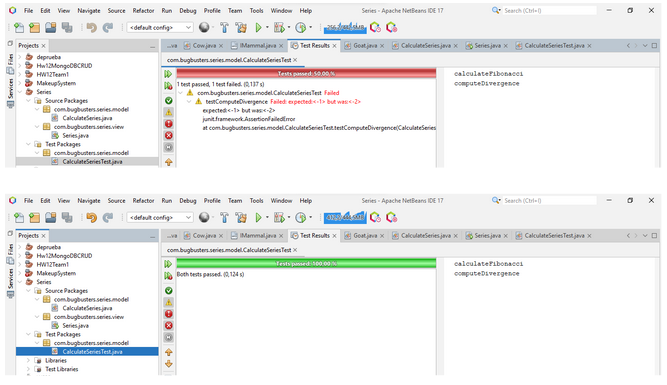 File Edit View Navigate Source Refactor Run Debug Profile Team Tools Window Help Series - Apache NetBeans IDE 17 Search (Ctrl+I)
<default config>
Projects
...va Cow.java IMammal.java Test Results Goat.java CalculateSeries.java Series.java CalculateSeriesTest.java
Files
Services
deprueba
Hw12MongoDBCRUD
HW12Team1
MakeupSystem
Series
Source Packages
com.bugbusters.series.model
CalculateSeries.java
com.bugbusters.series.view
Series.java
Test Packages
com.bugbusters.series.model
CalculateSeriesTest.java
com.bugbusters.series.model.CalculateSeriesTest
Tests passed: 50,00 %
1 test passed, 1 test failed. (0,137 s)
com.bugbusters.series.model.CalculateSeriesTest Failed
testComputeDivergence Failed: expected:<-1> but was:<-2>
expected:<-1> but was:<-2>
junit.framework.AssertionFailedError
at com.bugbusters.series.model.CalculateSeriesTest.testComputeDivergence(CalculateSeries
calculateFibonacci
computeDivergence
File Edit View Navigate Source Refactor Run Debug Profile Team Tools Window Help Series - Apache NetBeans IDE 17 Search (Ctrl+I)
<default config>
Projects
...va Cow.java IMammal.java Test Results Goat.java CalculateSeries.java Series.java CalculateSeriesTest.java
Files
Services
deprueba
Hw12MongoDBCRUD
HW12Team1
MakeupSystem
Series
Source Packages
com.bugbusters.series.model
CalculateSeries.java
com.bugbusters.series.view
Series.java
Test Packages
com.bugbusters.series.model
CalculateSeriesTest.java
Libraries
Test Libraries
com.bugbusters.series.model.CalculateSeriesTest
Tests passed: 100,00 %
Both tests passed. (0,124 s)
calculateFibonacci
computeDivergence